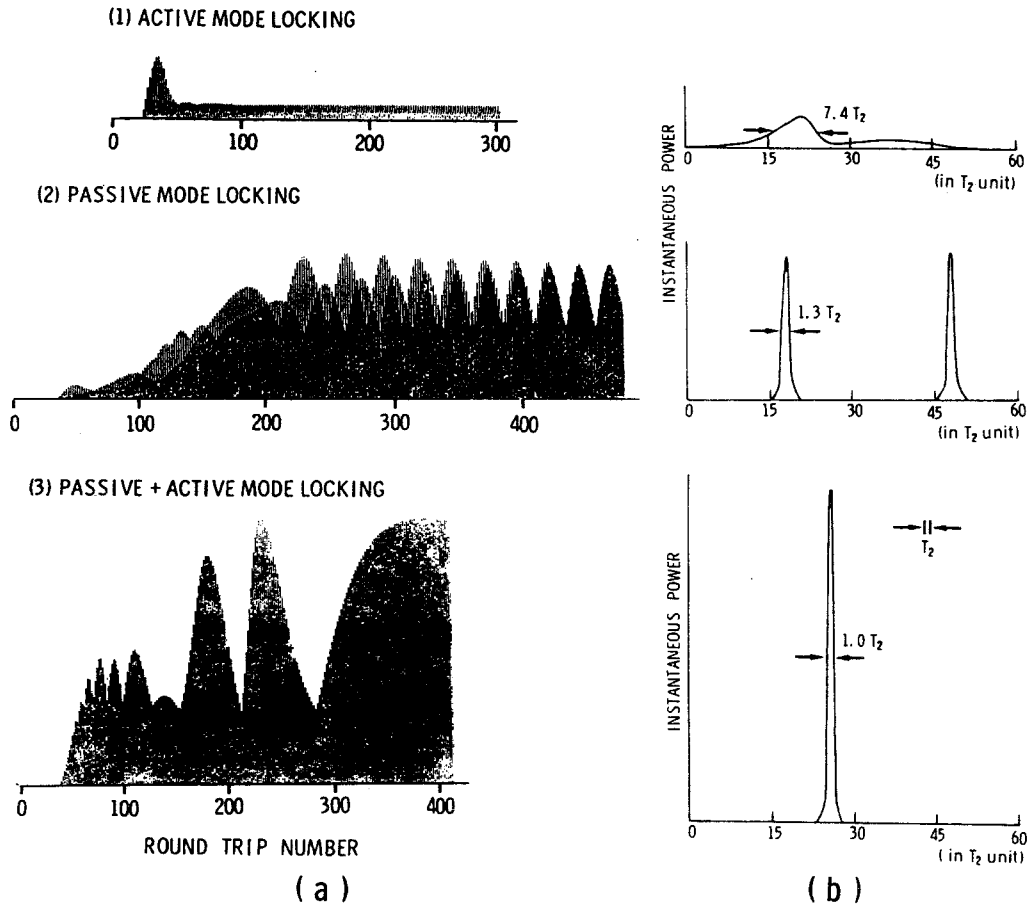 (1) ACTIVE MODE LOCKING
0 100 200 300
(2) PASSIVE MODE LOCKING
0 100 200 300 400
(3) PASSIVE + ACTIVE MODE LOCKING
0 100 200 300 400
ROUND TRIP NUMBER
(a)
7.4 T₂
0 15 30 45 60
(in T₂ unit)
INSTANTANEOUS POWER
1.3 T₂
0 15 30 45 60
(in T₂ unit)
INSTANTANEOUS POWER
T₂
1.0 T₂
0 15 30 45 60
( in T₂ unit)
(b)